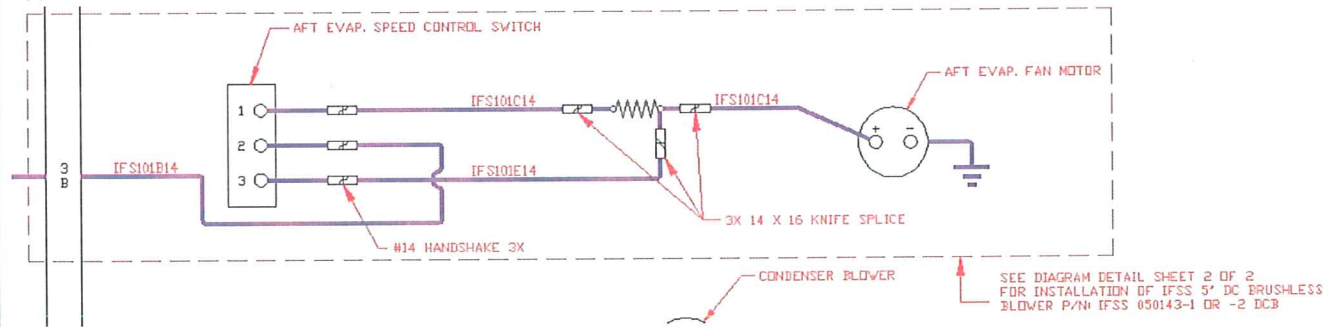 AFT EVAP. SPEED CONTROL SWITCH
AFT EVAP. FAN MOTOR
1
IFS101C14
IFS101C14
+ -
2
3
B
IFS101B14
3
IFS101E14
3X 14 X 16 KNIFE SPLICE
#14 HANDSHAKE 3X
CONDENSER BLOWER
SEE DIAGRAM DETAIL SHEET 2 OF 2
FOR INSTALLATION OF IFSS 5' DC BRUSHLESS
BLOWER P/N: IFSS 050143-1 OR -2 DCB